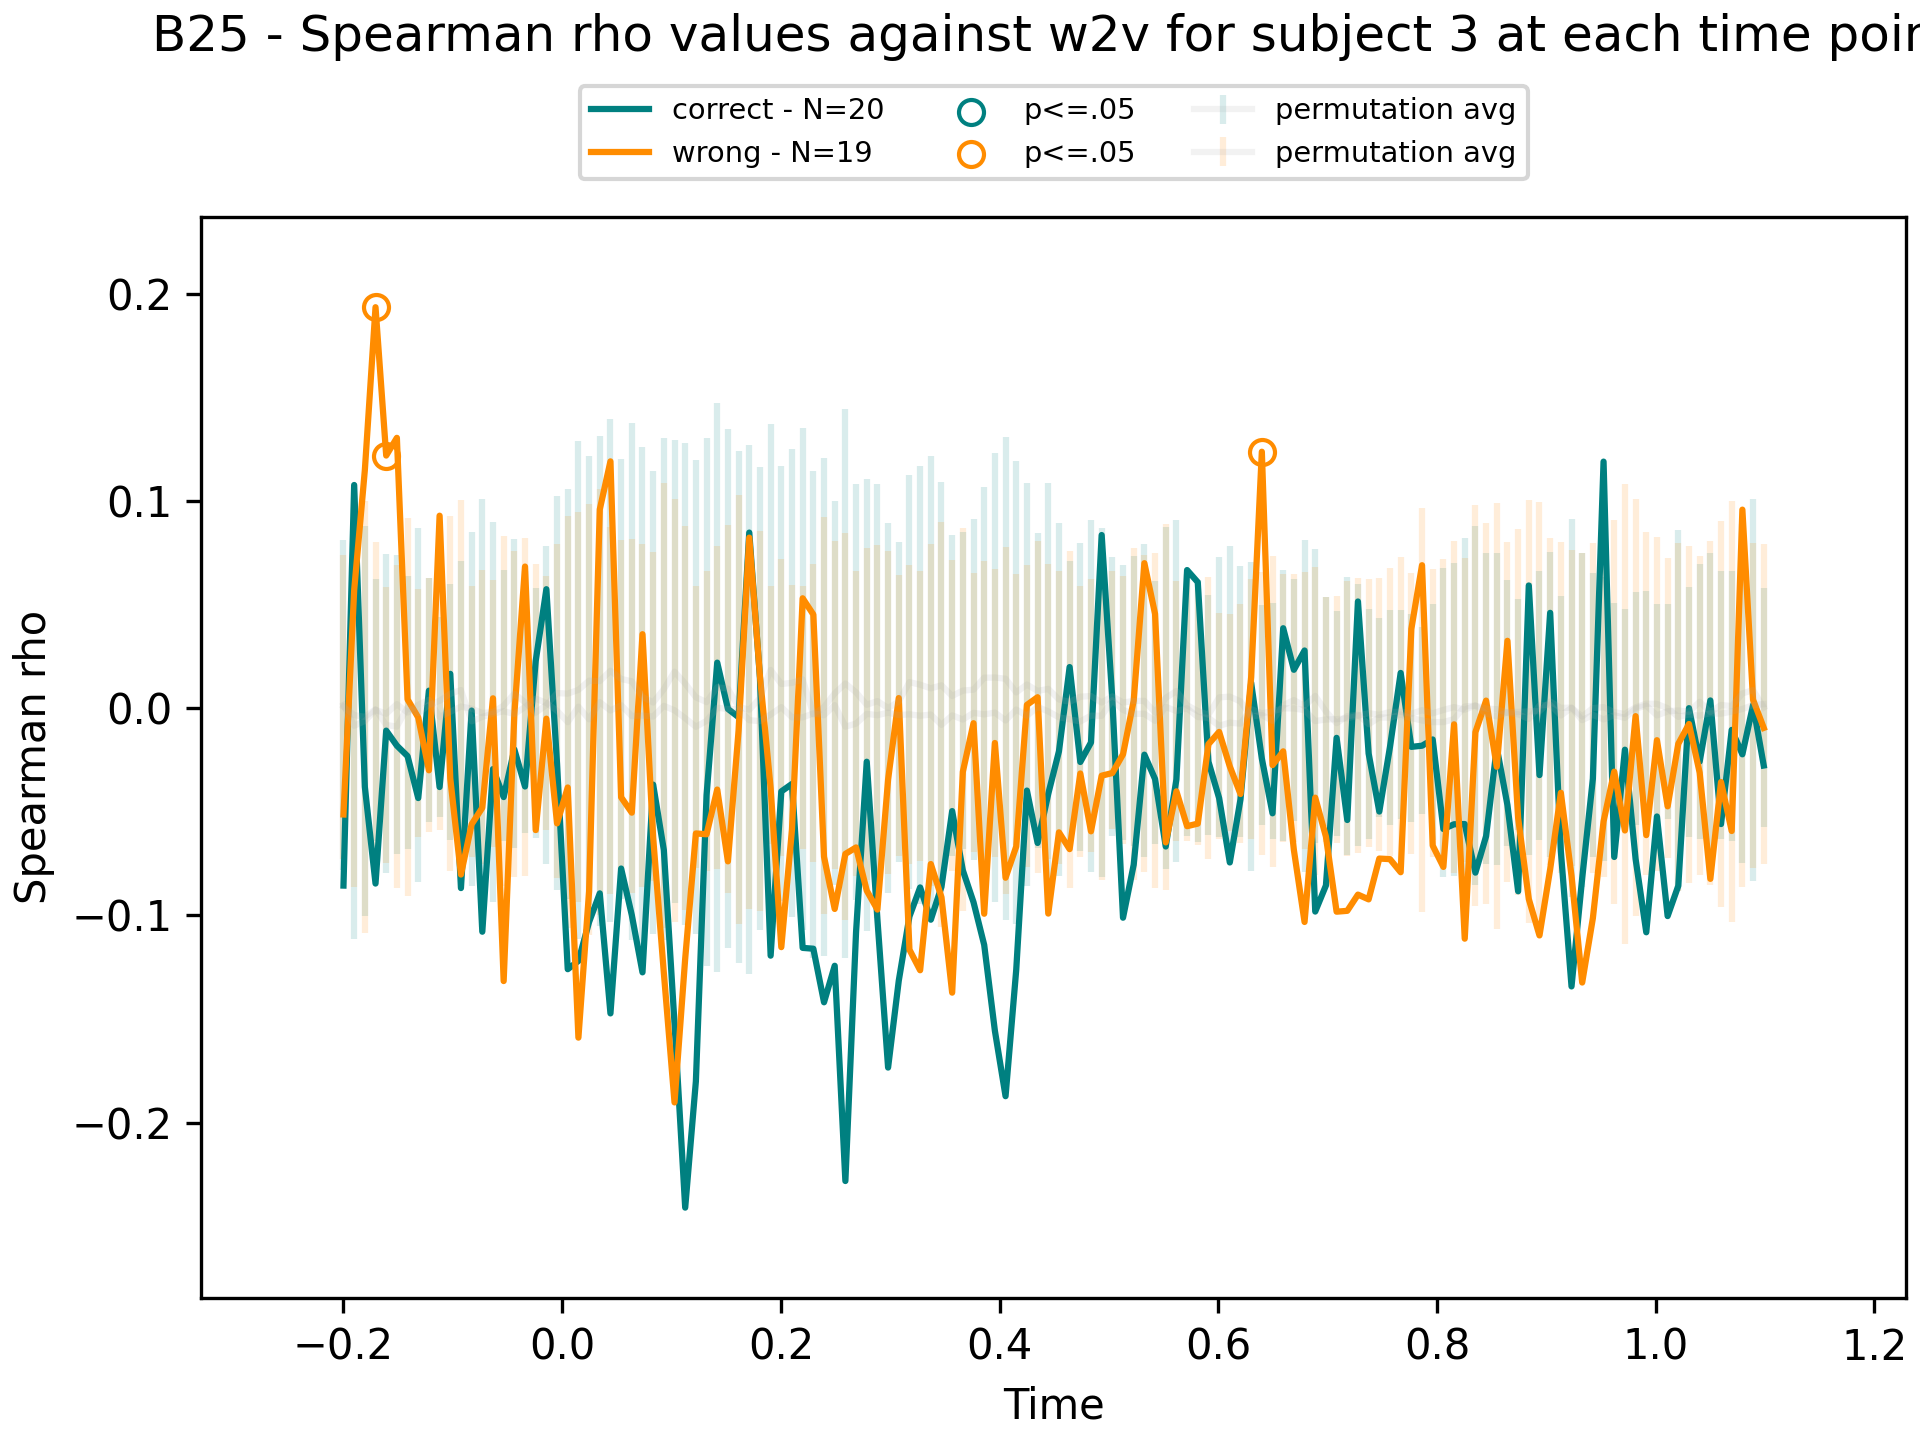 B25 - Spearman rho values against w2v for subject 3 at each time poin
correct - N=20 p<=.05 permutation avg
wrong - N=19 p<=.05 permutation avg
Spearman rho
0.2
0.1
0.0
−0.1
−0.2
−0.2 0.0 0.2 0.4 0.6 0.8 1.0 1.2
Time